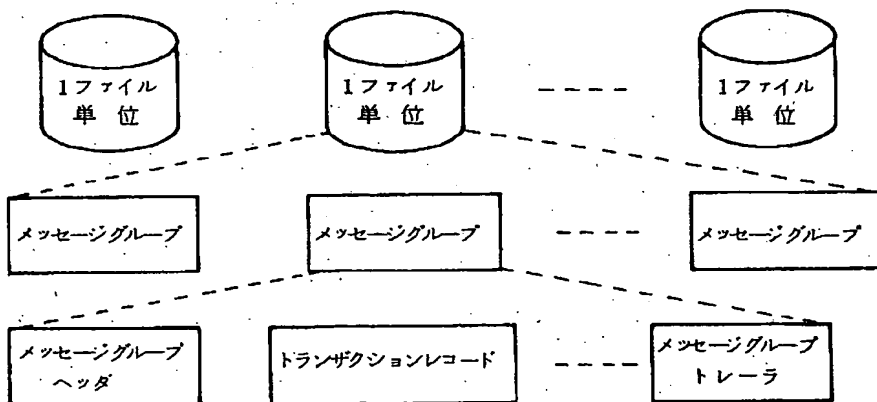 1ファイル
単位
1ファイル
単位
1ファイル
単位
メッセージグループ
メッセージグループ
メッセージグループ
メッセージグループ
ヘッダ
トランザクションレコード
メッセージグループ
トレーラ